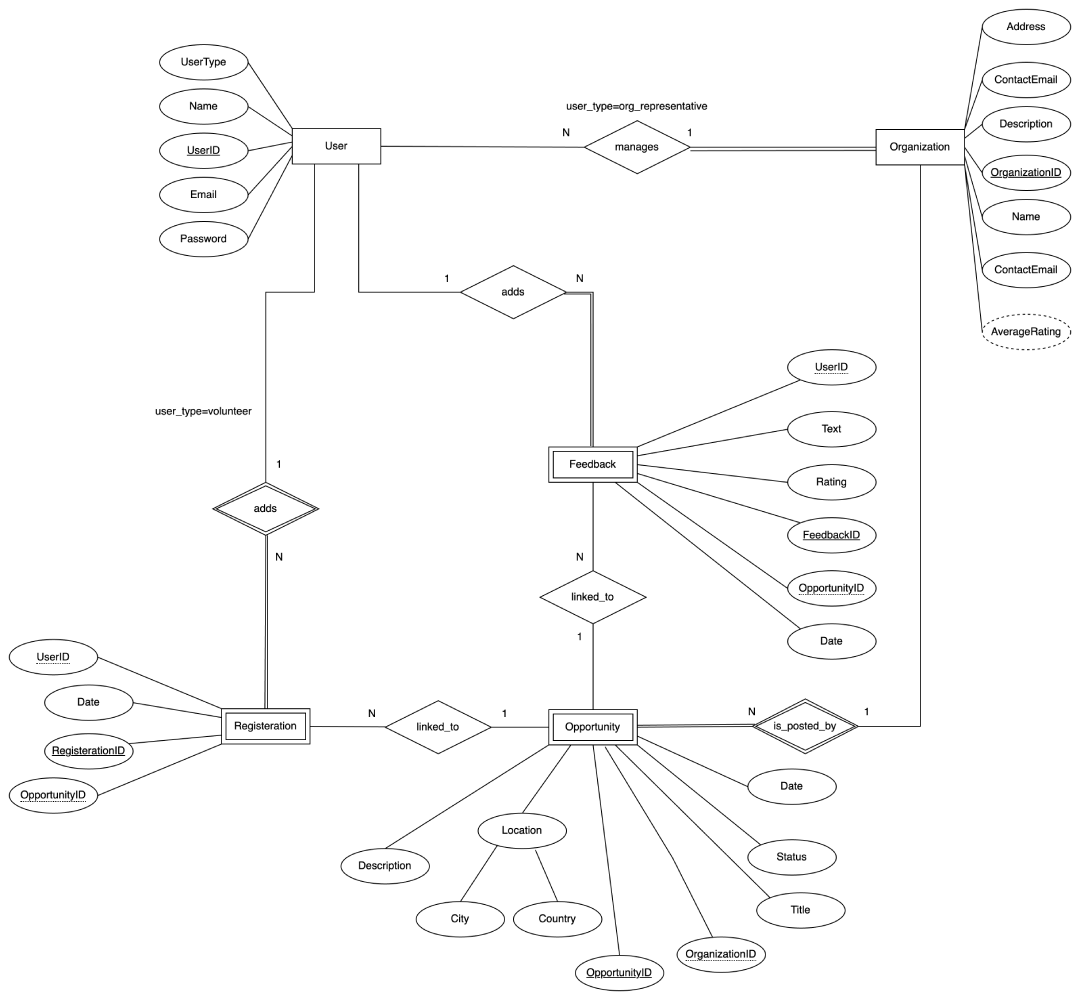 Address
UserType
ContactEmail
Name
user_type=org_representative
Description
N
1
User
manages
Organization
UserID
OrganizationID
Email
Name
Password
ContactEmail
1
adds
N
AverageRating
UserID
user_type=volunteer
Text
1
Feedback
Rating
adds
FeedbackID
N
N
OpportunityID
linked_to
1
Date
UserID
Date
Registeration
N
linked_to
1
Opportunity
N
is_posted_by
1
RegisterationID
OpportunityID
Date
Location
Description
Status
City
Country
Title
OrganizationID
OpportunityID